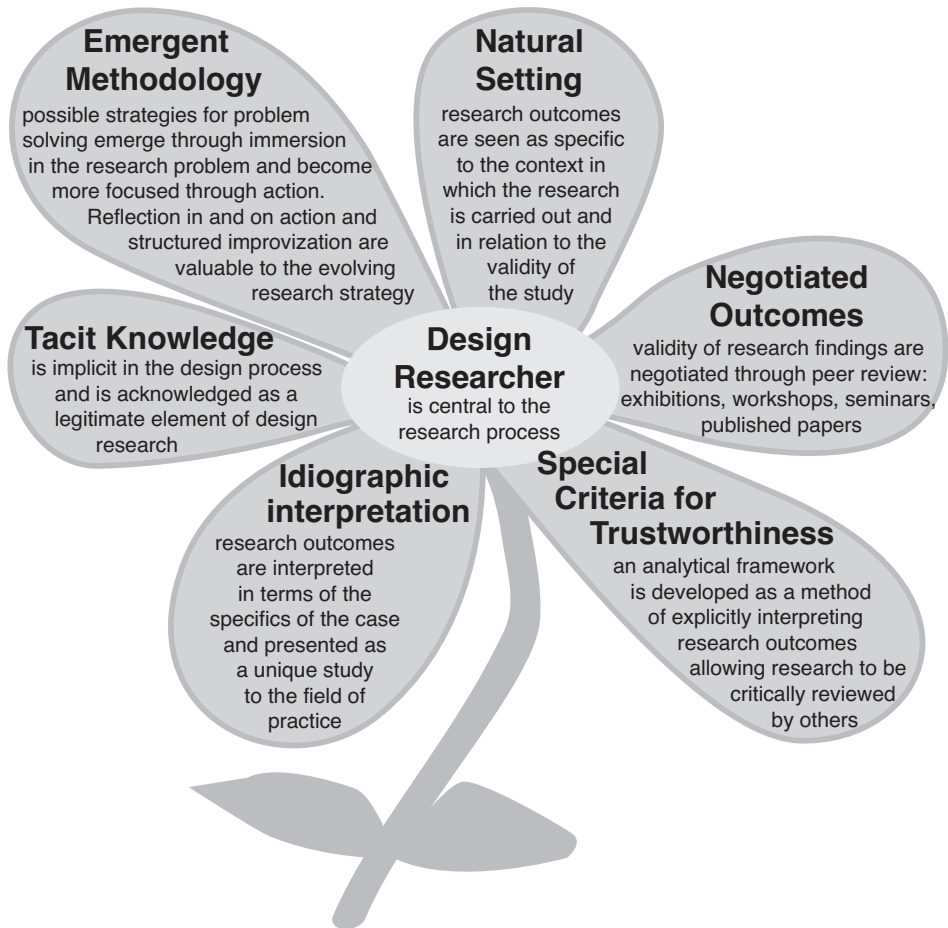 Emergent
Methodology
possible strategies for problem
solving emerge through immersion
in the research problem and become
more focused through action.
Reflection in and on action and
structured improvization are
valuable to the evolving
research strategy
Natural
Setting
research outcomes
are seen as specific
to the context in
which the research
is carried out and
in relation to the
validity of
the study
Negotiated
Outcomes
validity of research findings are
negotiated through peer review:
exhibitions, workshops, seminars,
published papers
Tacit Knowledge
is implicit in the design process
and is acknowledged as a
legitimate element of design
research
Design
Researcher
is central to the
research process
Idiographic
interpretation
research outcomes
are interpreted
in terms of the
specifics of the case
and presented as
a unique study
to the field of
practice
Special
Criteria for
Trustworthiness
an analytical framework
is developed as a method
of explicitly interpreting
research outcomes
allowing research to be
critically reviewed
by others